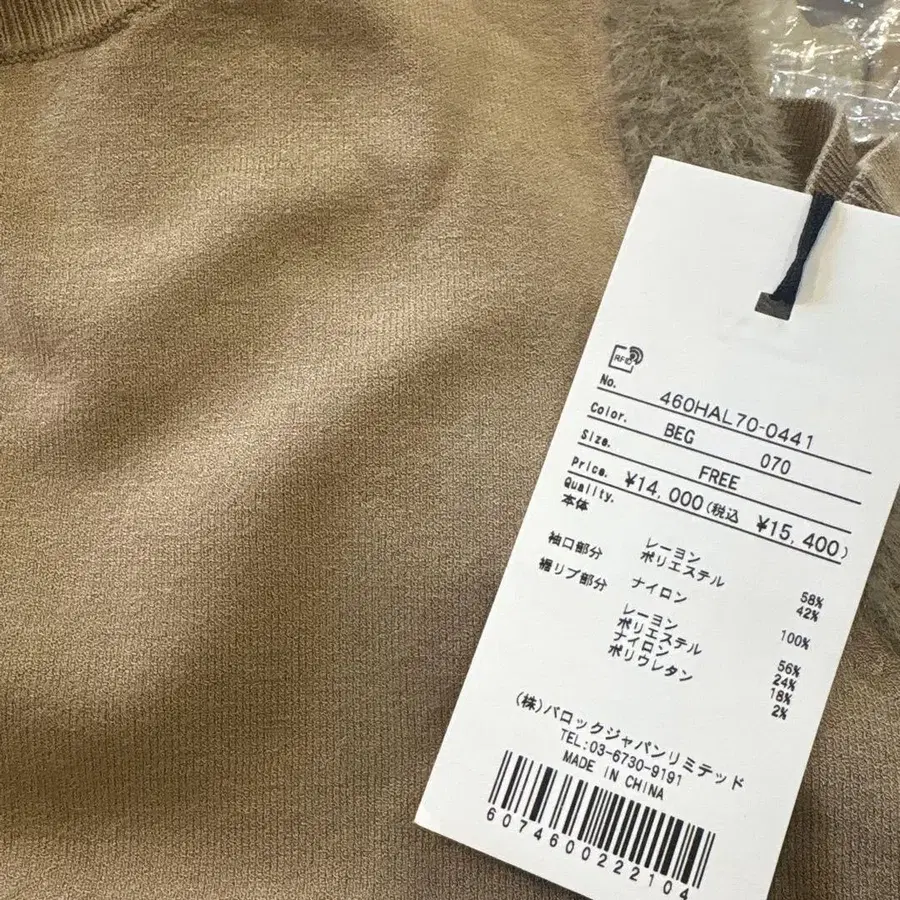 RFID
No. 460HAL70-0441
Color. BEG 070
Size. FREE
Price. ¥14,000(税込 ¥15,400)
Quality.
本体
レーヨン 58%
ポリエステル 42%
袖口部分 ナイロン 100%
裾リブ部分
レーヨン 56%
ポリエステル 24%
ナイロン 18%
ポリウレタン 2%
(株)バロックジャパンリミテッド
TEL:03-6730-9191
MADE IN CHINA
6074600222104